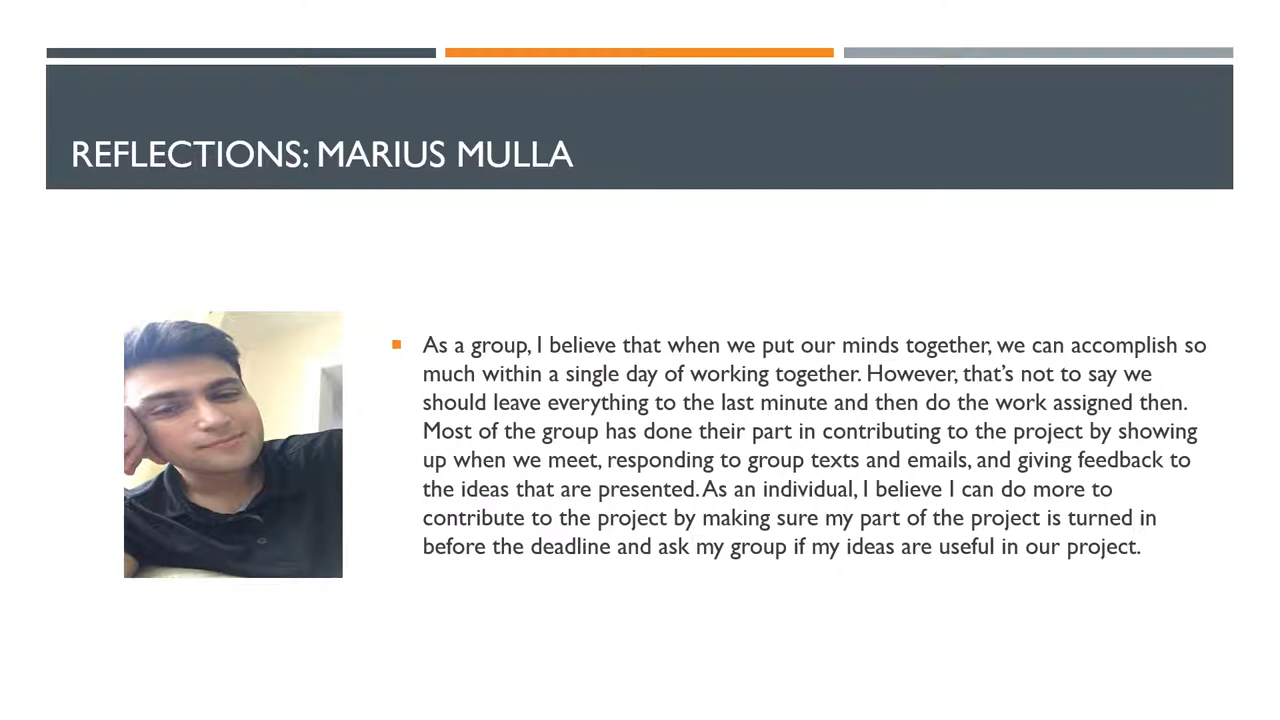 REFLECTIONS: MARIUS MULLA
As a group, I believe that when we put our minds together, we can accomplish so
much within a single day of working together. However, that’s not to say we
should leave everything to the last minute and then do the work assigned then.
Most of the group has done their part in contributing to the project by showing
up when we meet, responding to group texts and emails, and giving feedback to
the ideas that are presented. As an individual, I believe I can do more to
contribute to the project by making sure my part of the project is turned in
before the deadline and ask my group if my ideas are useful in our project.